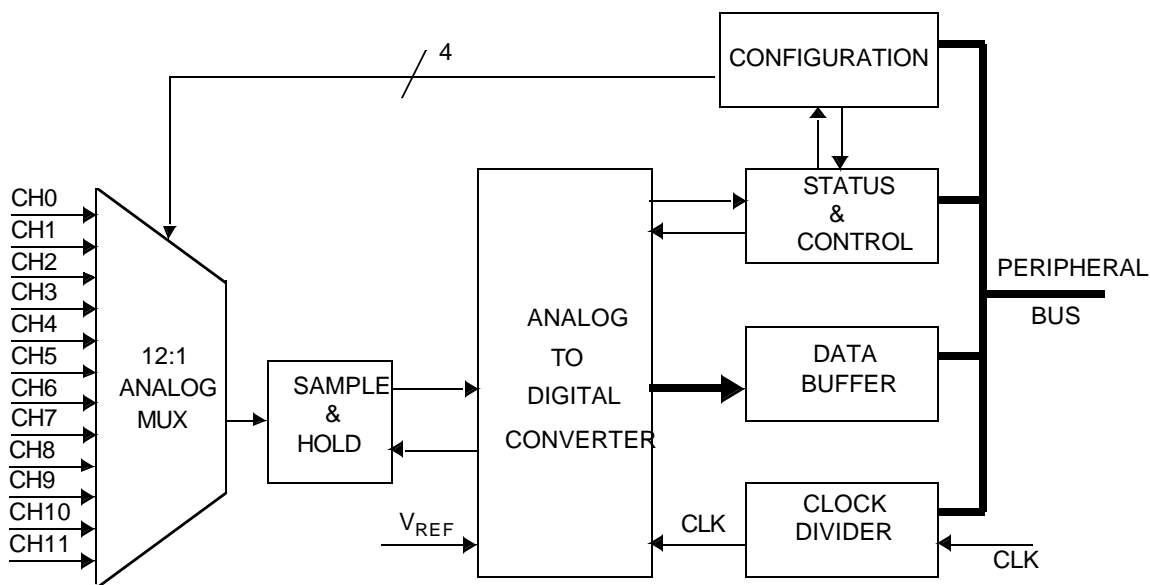 4
CONFIGURATION
CH0
CH1
CH2
CH3
CH4
CH5
CH6
CH7
CH8
CH9
CH10
CH11
12:1
ANALOG
MUX
SAMPLE
&
HOLD
ANALOG
TO
DIGITAL
CONVERTER
VREF
STATUS
&
CONTROL
DATA
BUFFER
CLOCK
DIVIDER
CLK
CLK
PERIPHERAL
BUS